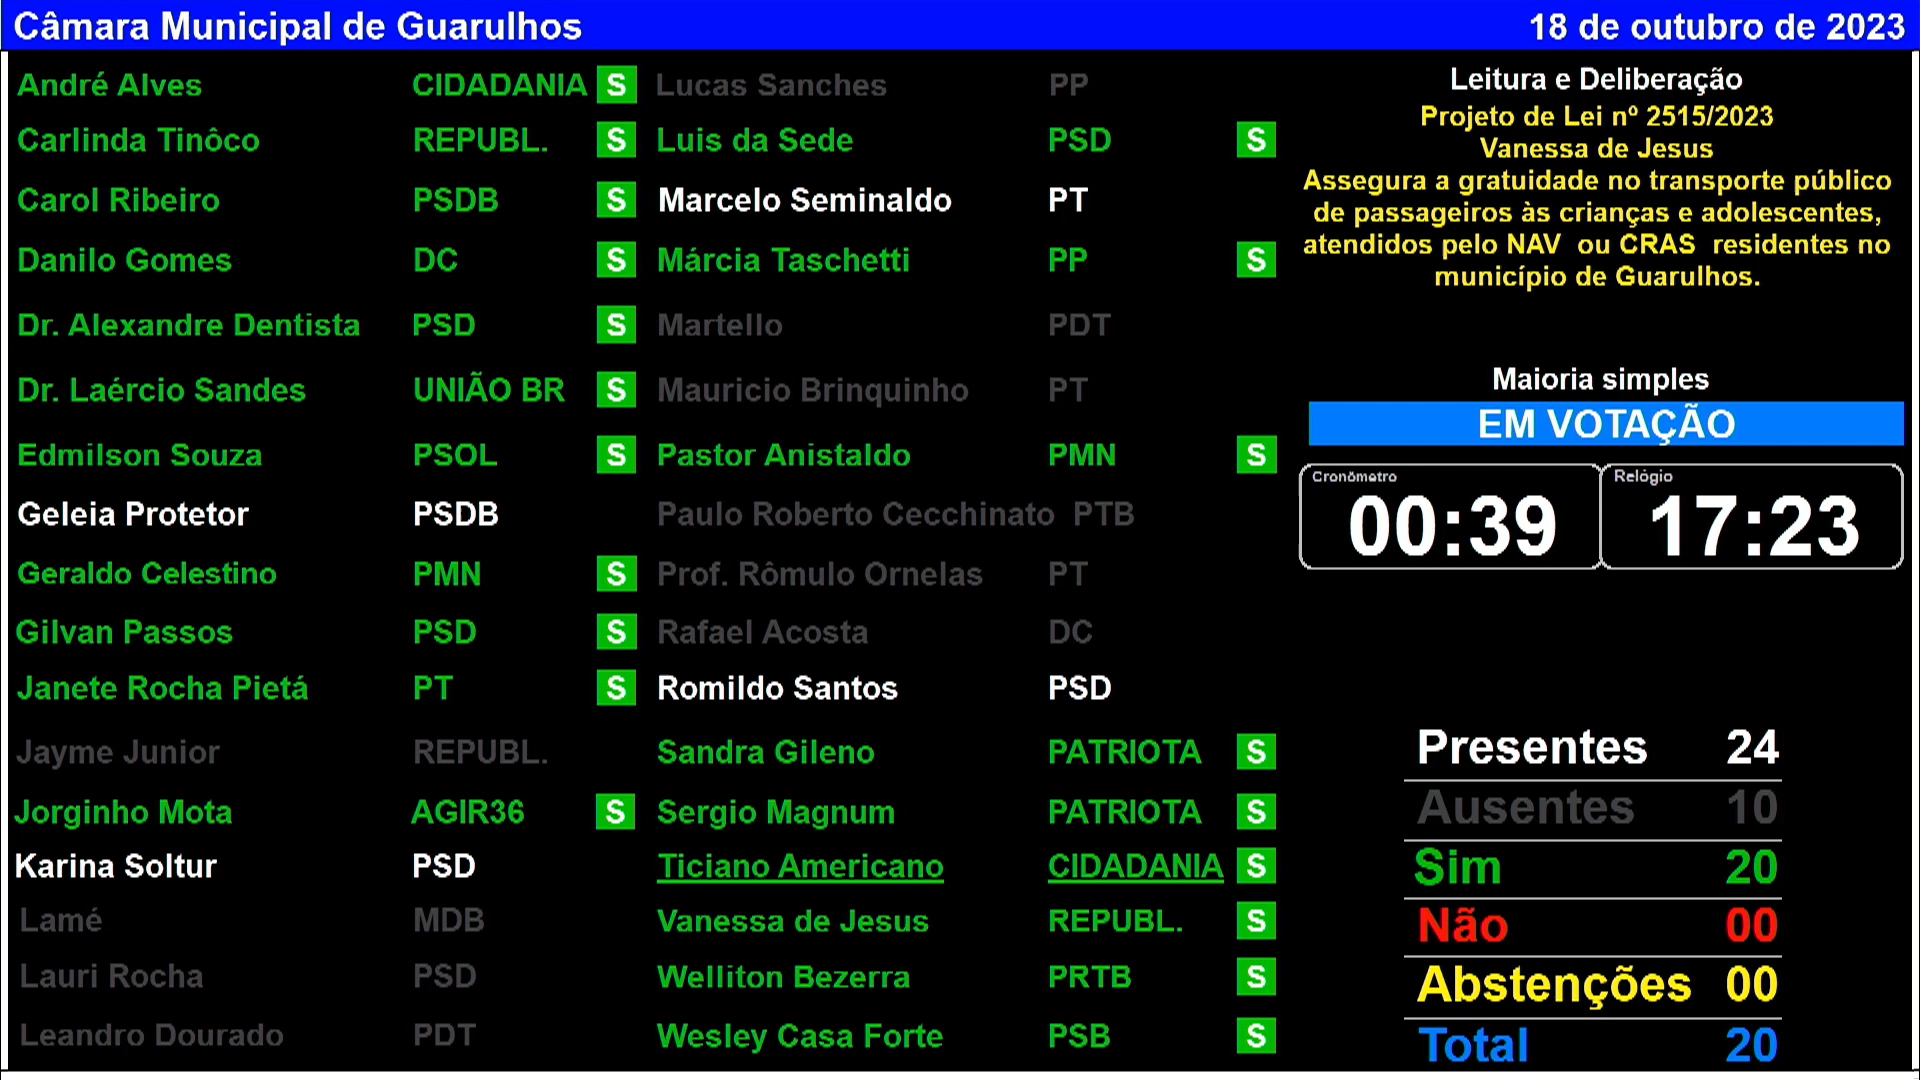 Câmara Municipal de Guarulhos 18 de outubro de 2023
André Alves CIDADANIA S
Carlinda Tinôco REPUBL. S
Carol Ribeiro PSDB S
Danilo Gomes DC S
Dr. Alexandre Dentista PSD S
Dr. Laércio Sandes UNIÃO BR S
Edmilson Souza PSOL S
Geleia Protetor PSDB
Geraldo Celestino PMN S
Gilvan Passos PSD S
Janete Rocha Pietá PT S
Jayme Junior REPUBL.
Jorginho Mota AGIR36 S
Karina Soltur PSD
Lamé MDB
Lauri Rocha PSD
Leandro Dourado PDT
Lucas Sanches PP
Luis da Sede PSD S
Marcelo Seminaldo PT
Márcia Taschetti PP S
Martello PDT
Mauricio Brinquinho PT
Pastor Anistaldo PMN S
Paulo Roberto Cecchinato PTB
Prof. Rômulo Ornelas PT
Rafael Acosta DC
Romildo Santos PSD
Sandra Gileno PATRIOTA S
Sergio Magnum PATRIOTA S
Ticiano Americano CIDADANIA S
Vanessa de Jesus REPUBL. S
Welliton Bezerra PRTB S
Wesley Casa Forte PSB S
Leitura e Deliberação
Projeto de Lei nº 2515/2023
Vanessa de Jesus
Assegura a gratuidade no transporte público
de passageiros às crianças e adolescentes,
atendidos pelo NAV ou CRAS residentes no
município de Guarulhos.
Maioria simples
EM VOTAÇÃO
Cronômetro Relógio
00:39 17:23
Presentes 24
Ausentes 10
Sim 20
Não 00
Abstenções 00
Total 20